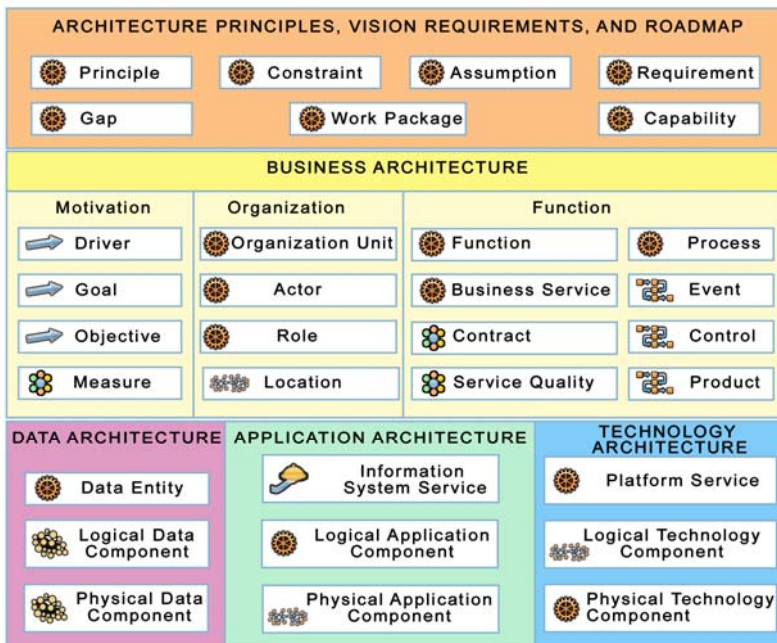 ARCHITECTURE PRINCIPLES, VISION REQUIREMENTS, AND ROADMAP
Principle
Constraint
Assumption
Requirement
Gap
Work Package
Capability
BUSINESS ARCHITECTURE
Motivation
Organization
Function
Driver
Organization Unit
Function
Process
Goal
Actor
Business Service
Event
Objective
Role
Contract
Control
Measure
Location
Service Quality
Product
DATA ARCHITECTURE
Data Entity
Logical Data
Component
Physical Data
Component
APPLICATION ARCHITECTURE
Information
System Service
Logical Application
Component
Physical Application
Component
TECHNOLOGY
ARCHITECTURE
Platform Service
Logical Technology
Component
Physical Technology
Component